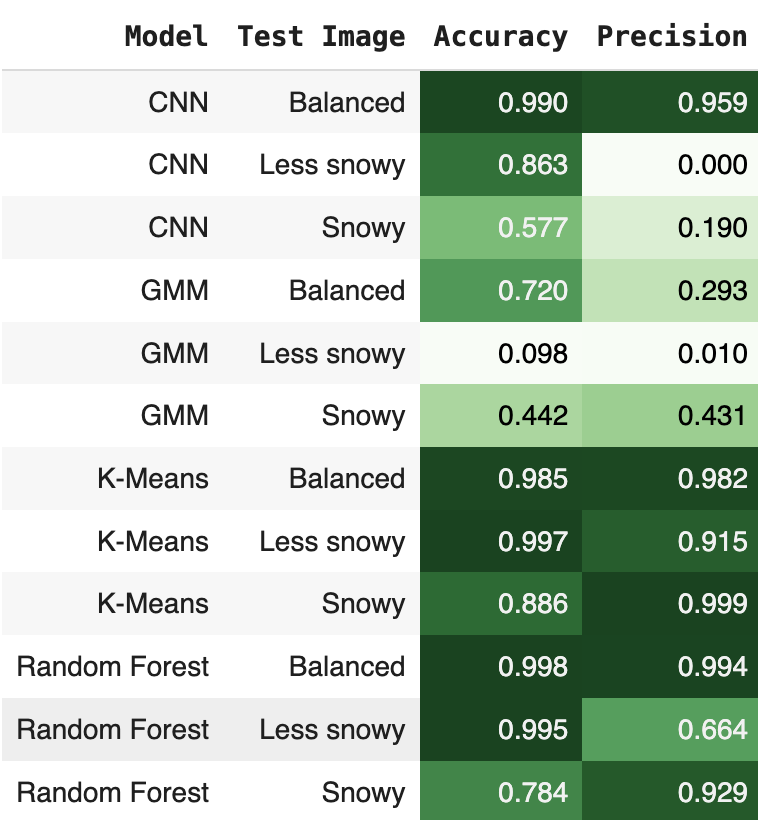 Model Test Image Accuracy Precision
CNN Balanced 0.990 0.959
CNN Less snowy 0.863 0.000
CNN Snowy 0.577 0.190
GMM Balanced 0.720 0.293
GMM Less snowy 0.098 0.010
GMM Snowy 0.442 0.431
K-Means Balanced 0.985 0.982
K-Means Less snowy 0.997 0.915
K-Means Snowy 0.886 0.999
Random Forest Balanced 0.998 0.994
Random Forest Less snowy 0.995 0.664
Random Forest Snowy 0.784 0.929